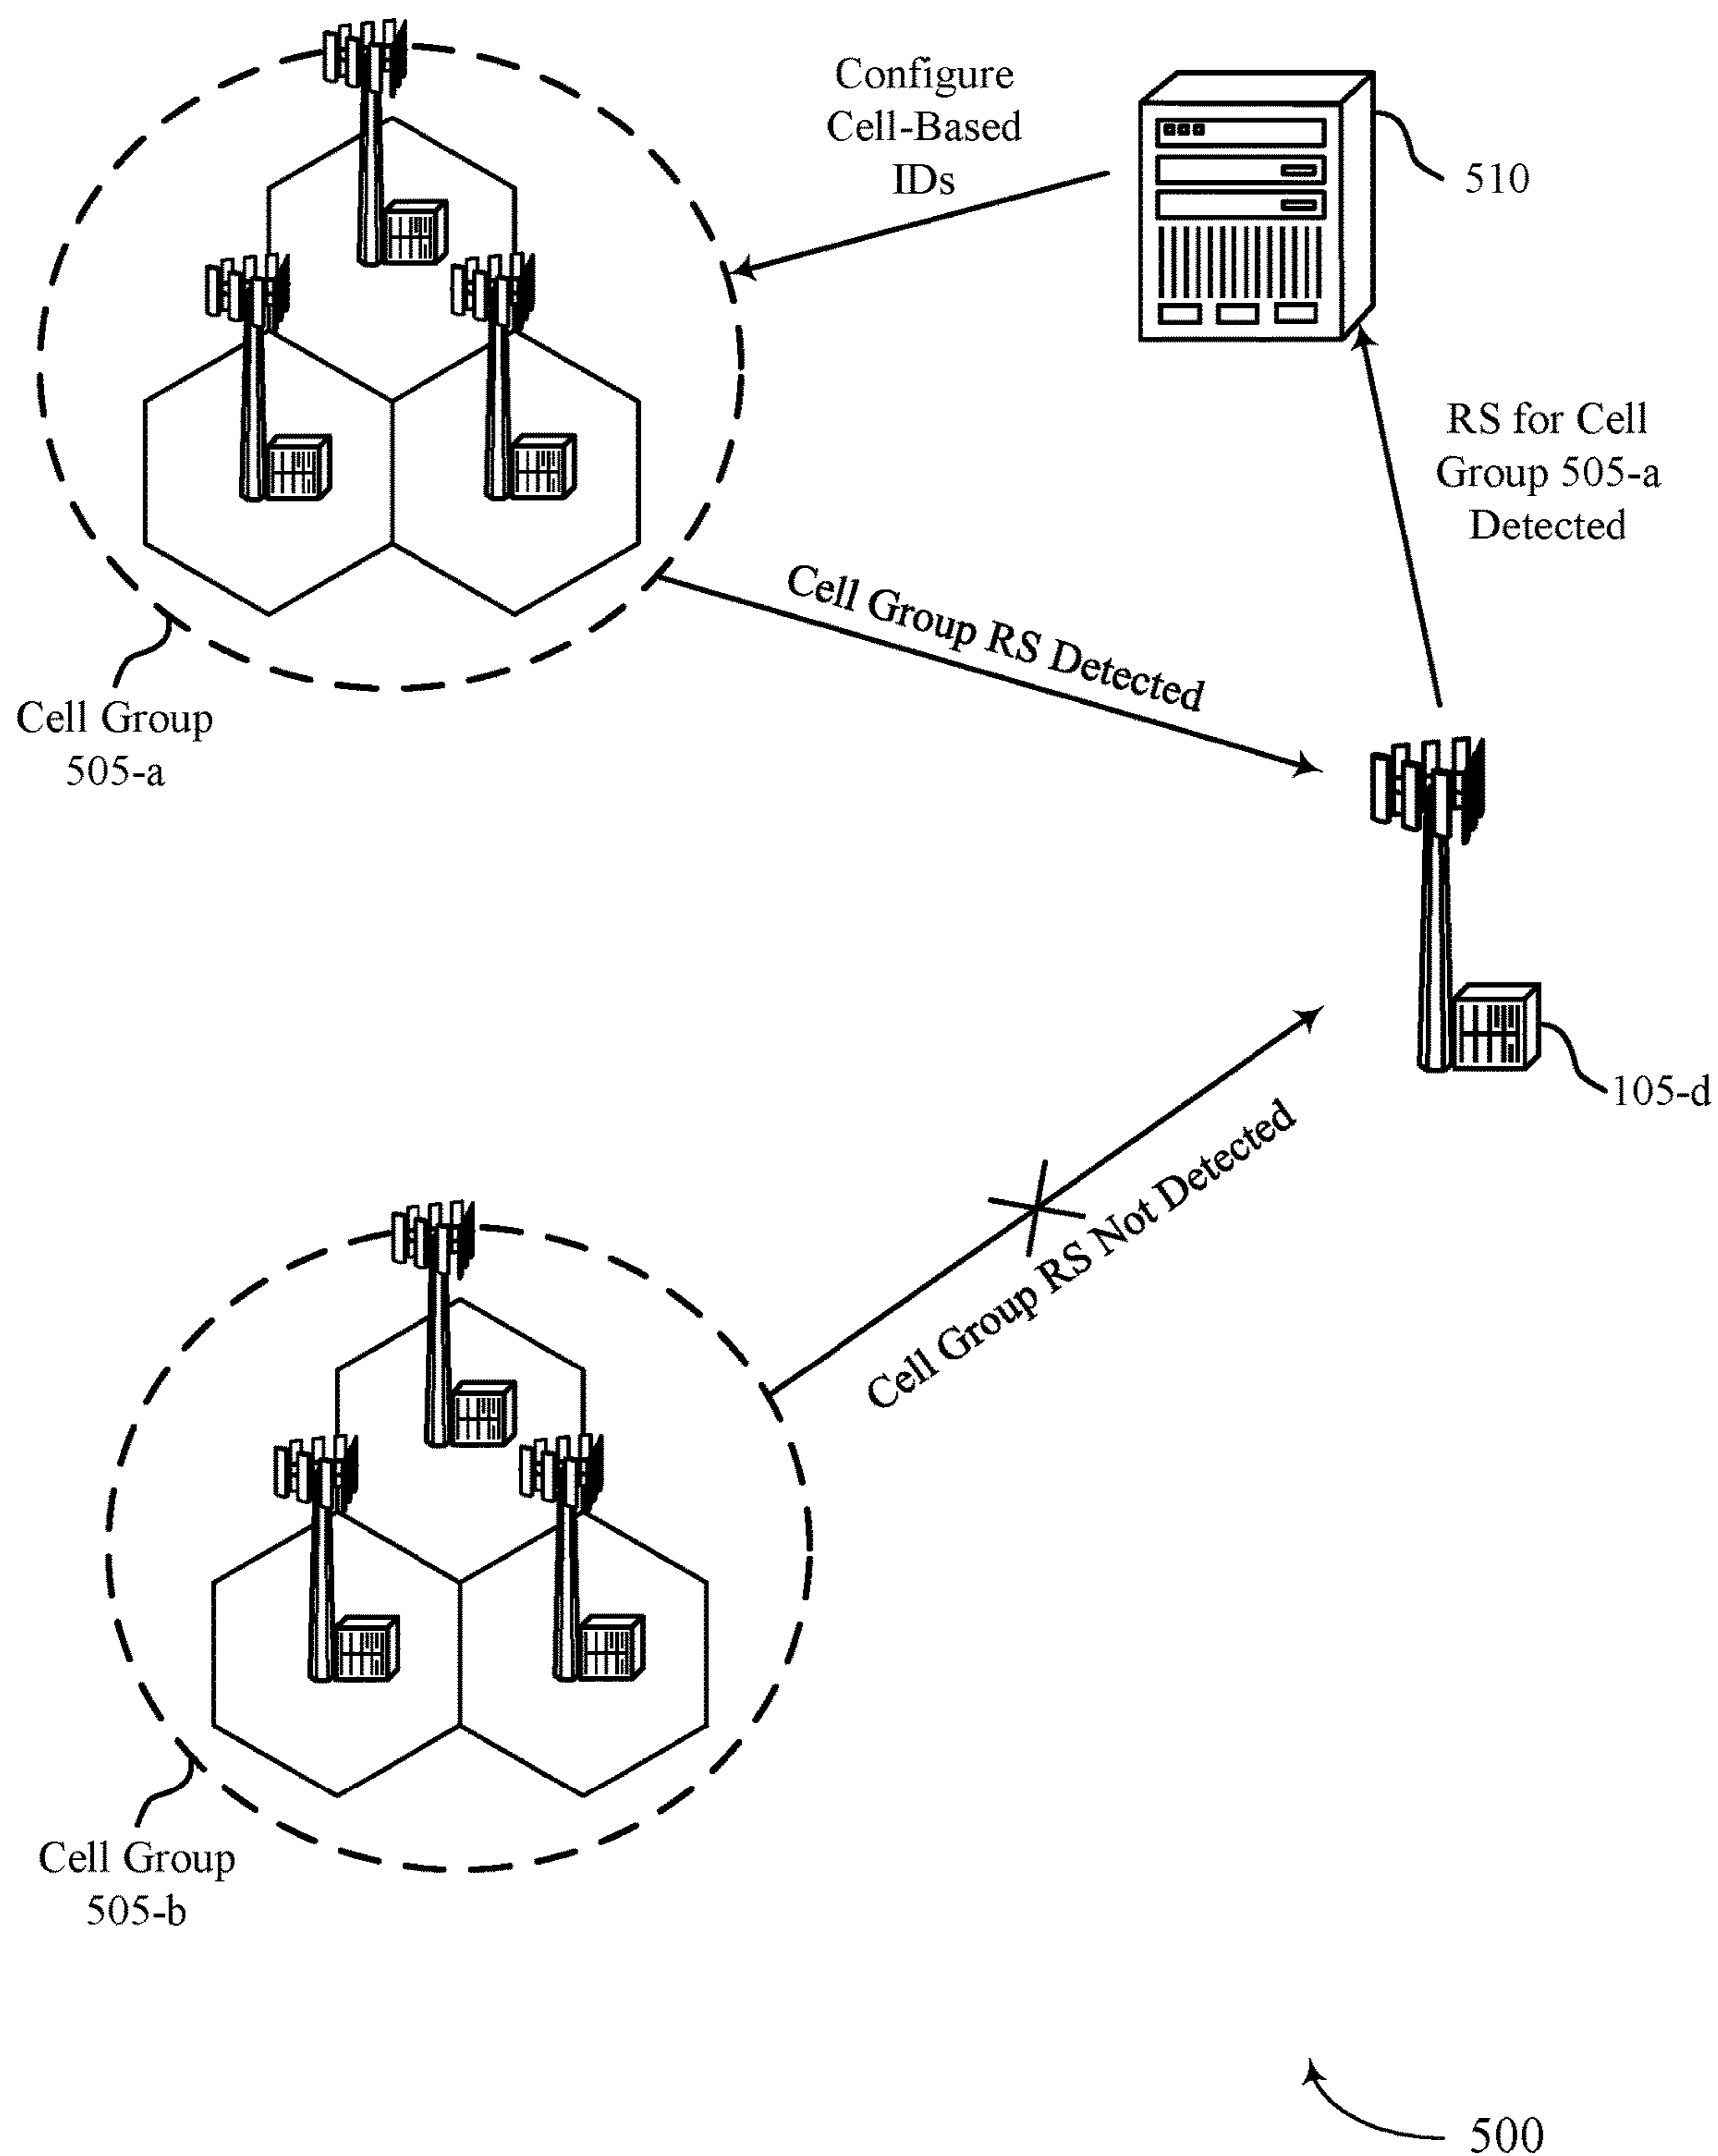 Configure
Cell-Based
IDs
510
RS for Cell
Group 505-a
Detected
Cell Group RS Detected
Cell Group
505-a
105-d
Cell Group RS Not Detected
Cell Group
505-b
500